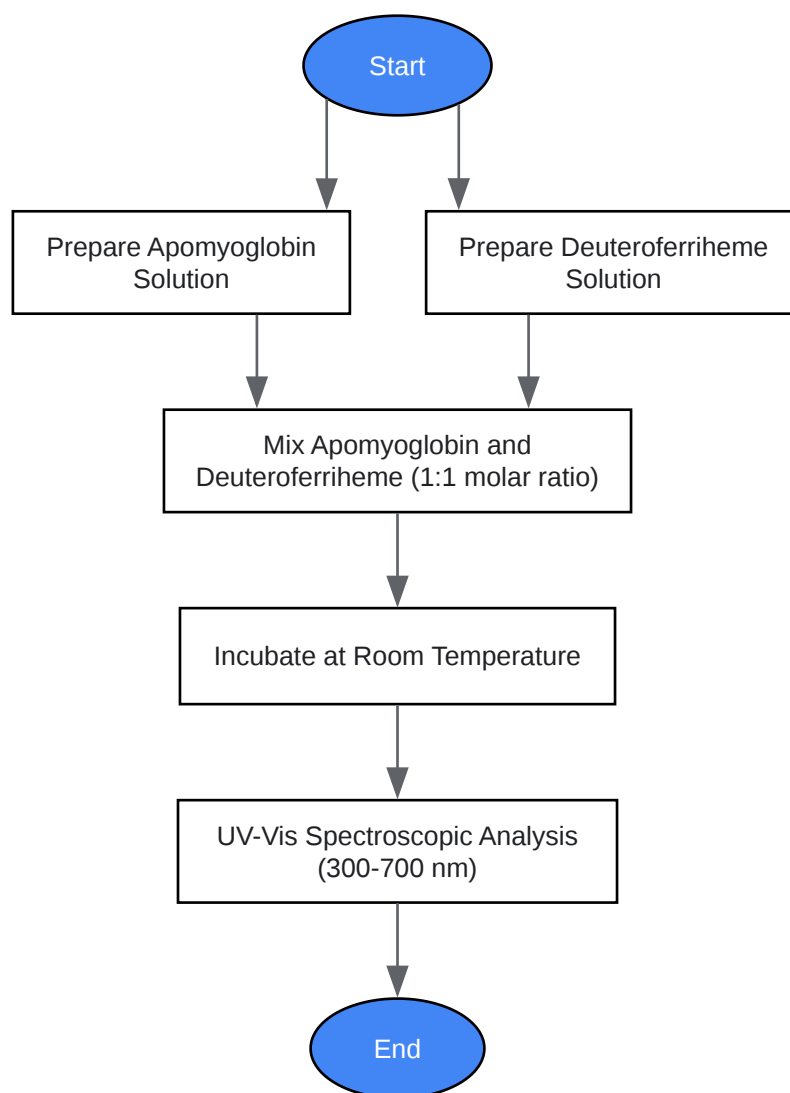 Start
Prepare Apomyoglobin
Solution
Prepare Deuteroferriheme
Solution
Mix Apomyoglobin and
Deuteroferriheme (1:1 molar ratio)
Incubate at Room Temperature
UV-Vis Spectroscopic Analysis
(300-700 nm)
End